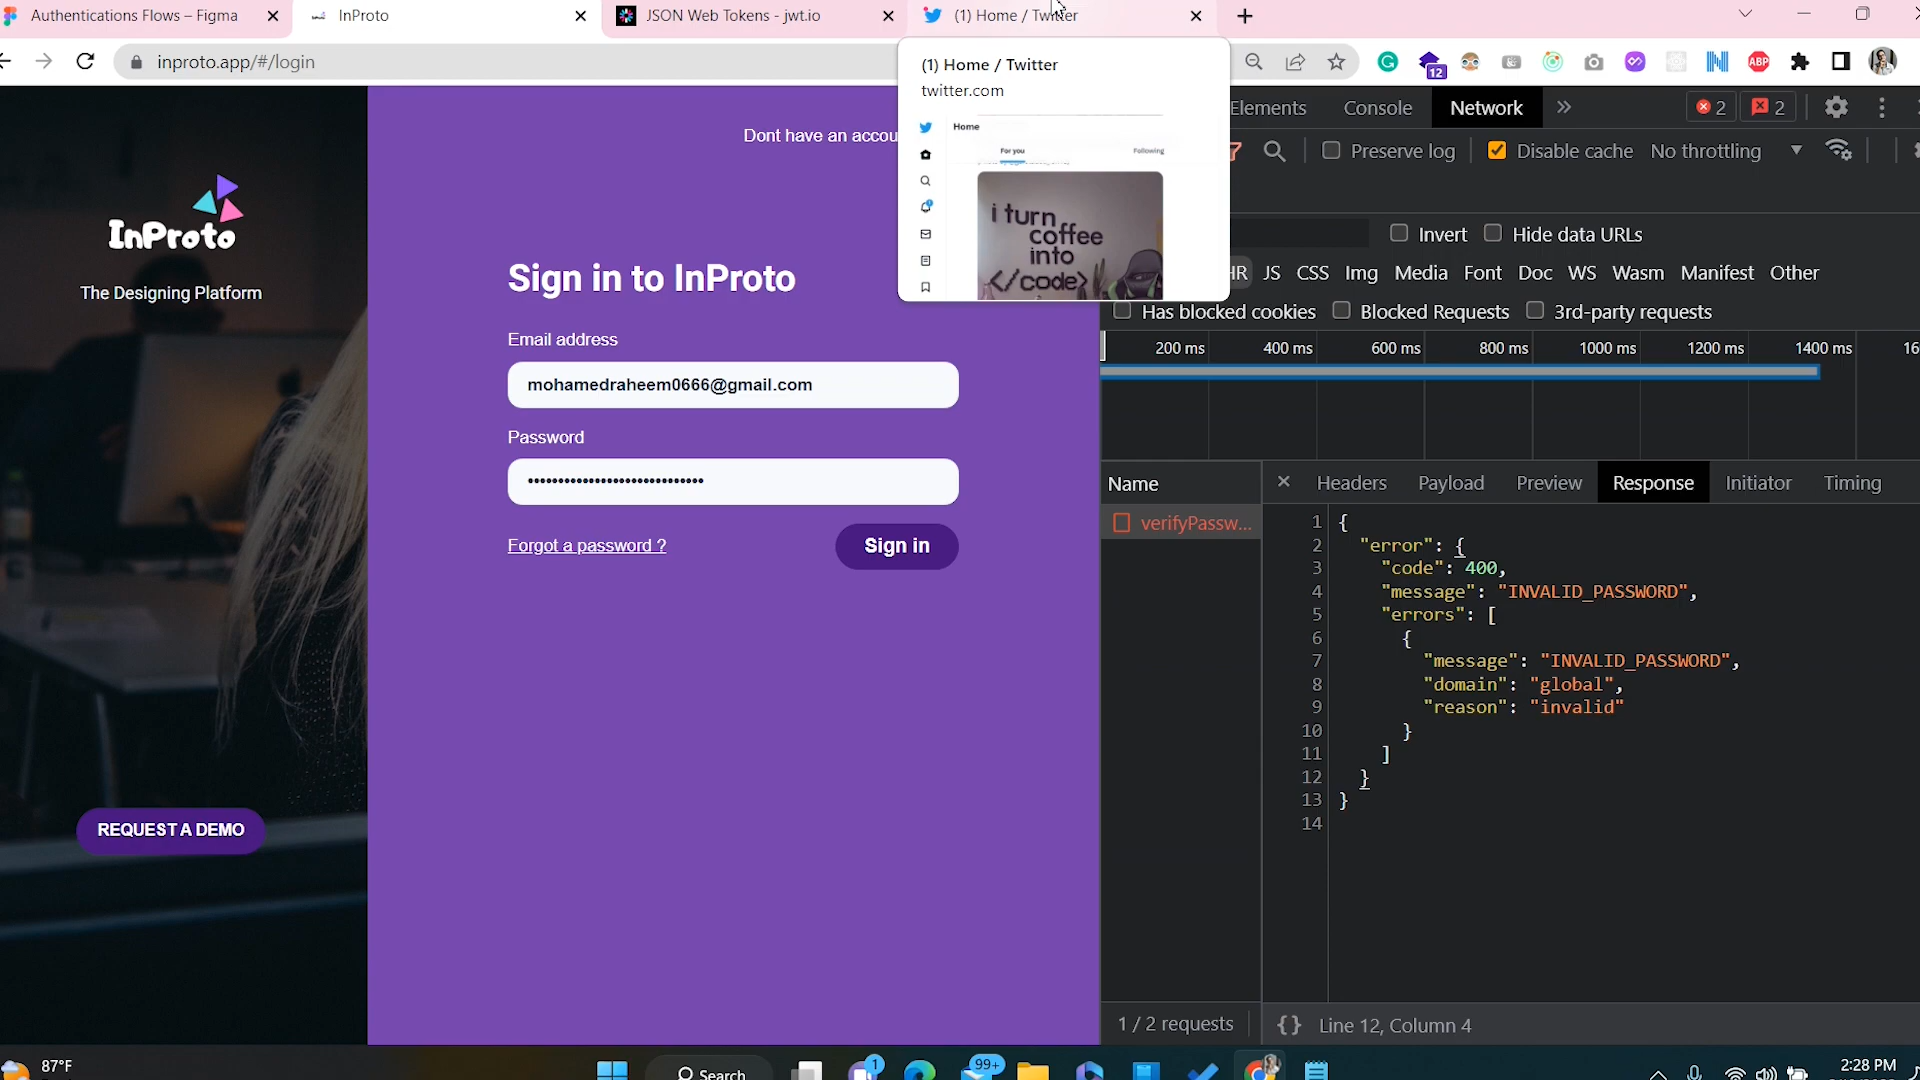 Authentications Flows – Figma
InProto
JSON Web Tokens - jwt.io
(1) Home / Twitter
inproto.app/#/login
12
ABP
(1) Home / Twitter
twitter.com
Home
For you
Following
i turn
coffee
into
</code>
InProto
The Designing Platform
REQUEST A DEMO
Dont have an accou
Sign in to InProto
Email address
mohamedraheem0666@gmail.com
Password
Forgot a password ?
Sign in
Elements
Console
Network
2
2
Preserve log
Disable cache
No throttling
Invert
Hide data URLs
HR
JS
CSS
Img
Media
Font
Doc
WS
Wasm
Manifest
Other
Has blocked cookies
Blocked Requests
3rd-party requests
200 ms
400 ms
600 ms
800 ms
1000 ms
1200 ms
1400 ms
16
Name
Headers
Payload
Preview
Response
Initiator
Timing
verifyPassw...
1 {
2 "error": {
3 "code": 400,
4 "message": "INVALID_PASSWORD",
5 "errors": [
6 {
7 "message": "INVALID_PASSWORD",
8 "domain": "global",
9 "reason": "invalid"
10 }
11 ]
12 }
13 }
14
1 / 2 requests
{} Line 12, Column 4
87°F
Search
1
99+
2:28 PM